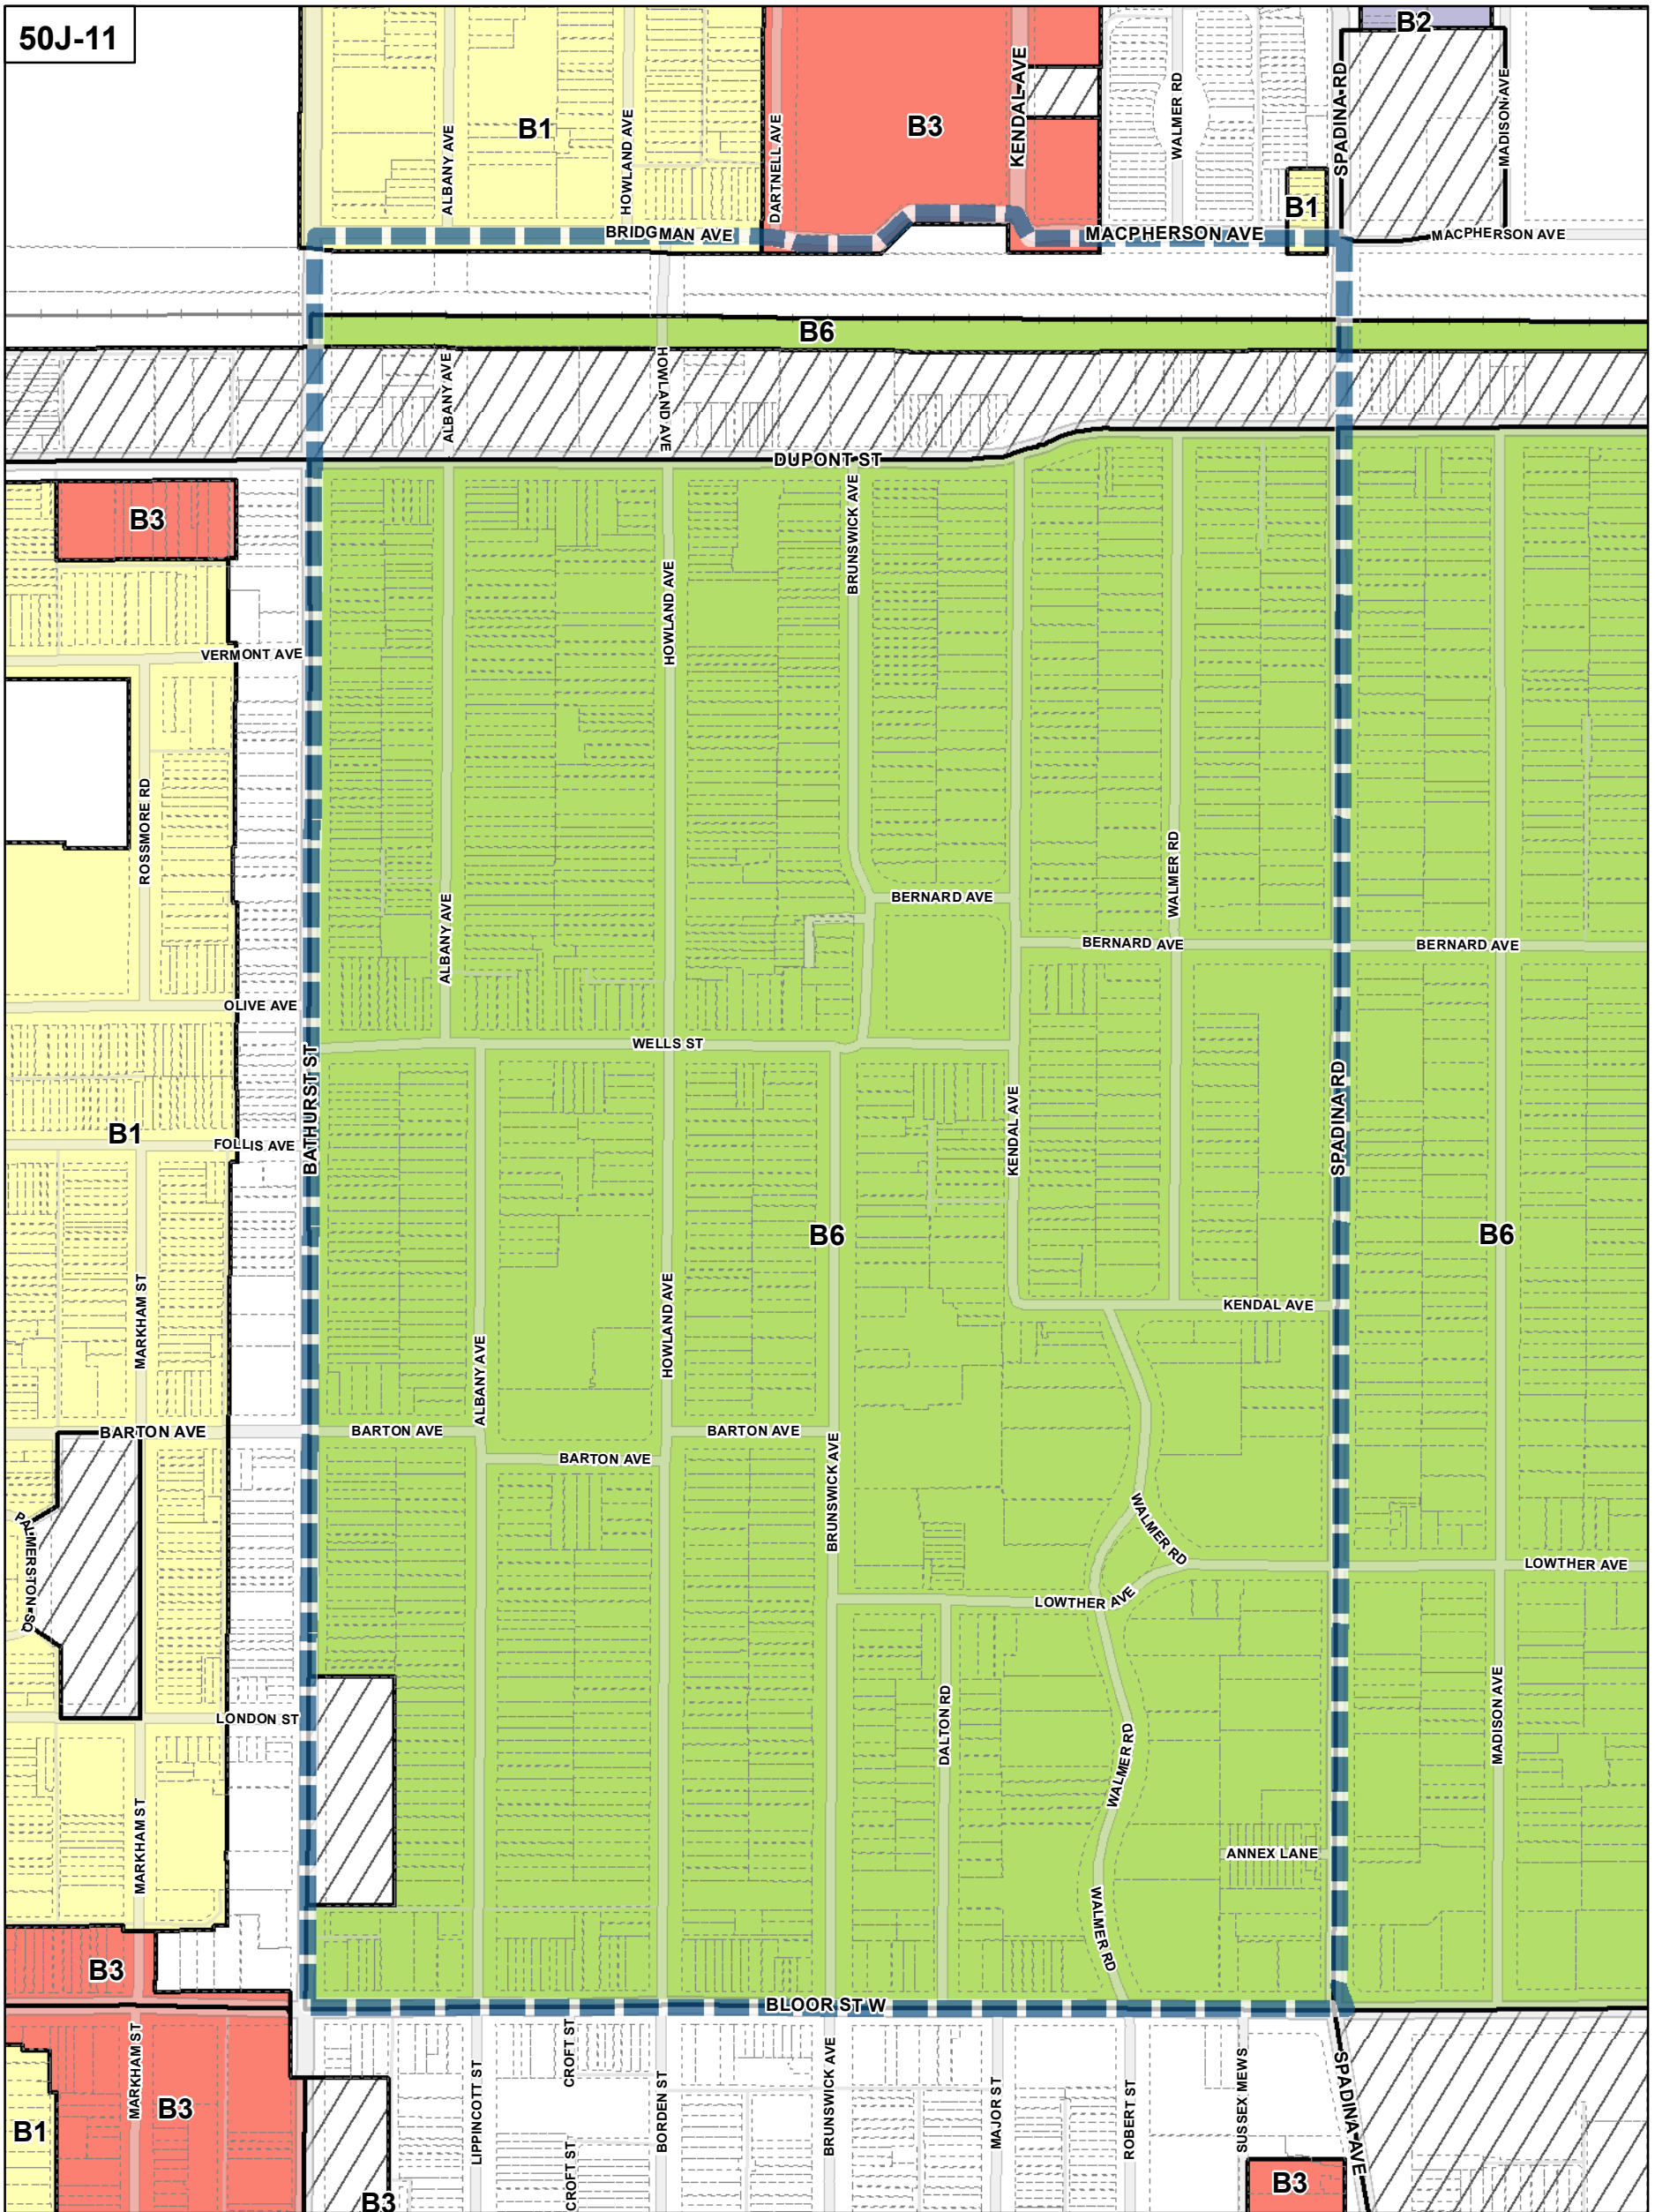 50J-11
B2
B1
B3
KENDAL AVE
WALMER RD
SPADINA RD
MADISON AVE
ALBANY AVE
HOWLAND AVE
DARTNELL AVE
B1
BRIDGMAN AVE
MACPHERSON AVE
MACPHERSON AVE
B6
ALBANY AVE
HOWLAND AVE
DUPONT ST
B3
BRUNSWICK AVE
HOWLAND AVE
VERMONT AVE
ROSSMORE RD
WALMER RD
BERNARD AVE
BERNARD AVE
BERNARD AVE
ALBANY AVE
OLIVE AVE
WELLS ST
BATHURST ST
KENDAL AVE
SPADINA RD
B1
FOLLIS AVE
B6
B6
MARKHAM ST
HOWLAND AVE
KENDAL AVE
ALBANY AVE
BARTON AVE
BARTON AVE
BARTON AVE
BARTON AVE
BRUNSWICK AVE
PALMERSTON SQ
WALMER RD
LOWTHER AVE
LOWTHER AVE
LONDON ST
DALTON RD
WALMER RD
MADISON AVE
MARKHAM ST
ANNEX LANE
WALMER RD
B3
BLOOR ST W
MARKHAM ST
B3
B1
LIPPINCOTT ST
CROFT ST
CROFT ST
BORDEN ST
BRUNSWICK AVE
MAJOR ST
ROBERT ST
SUSSEX MEWS
SPADINA AVE
B3
B3